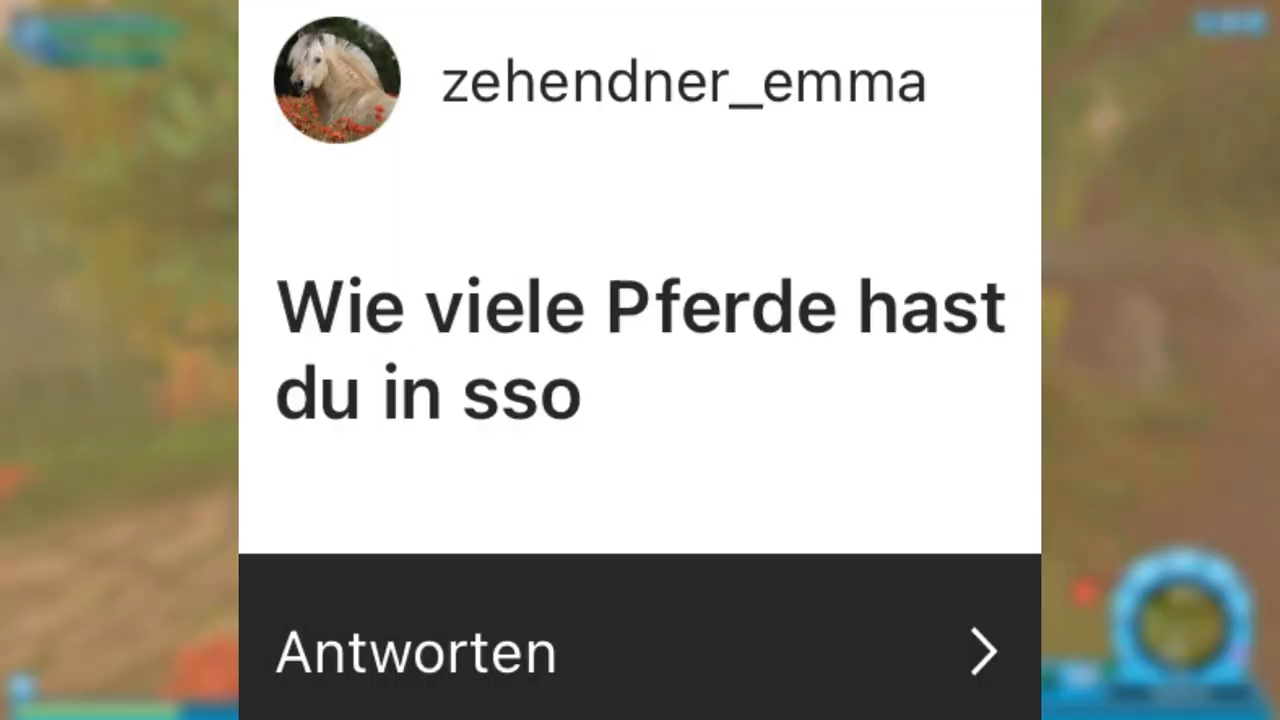 zehendner_emma
Wie viele Pferde hast
du in sso
Antworten